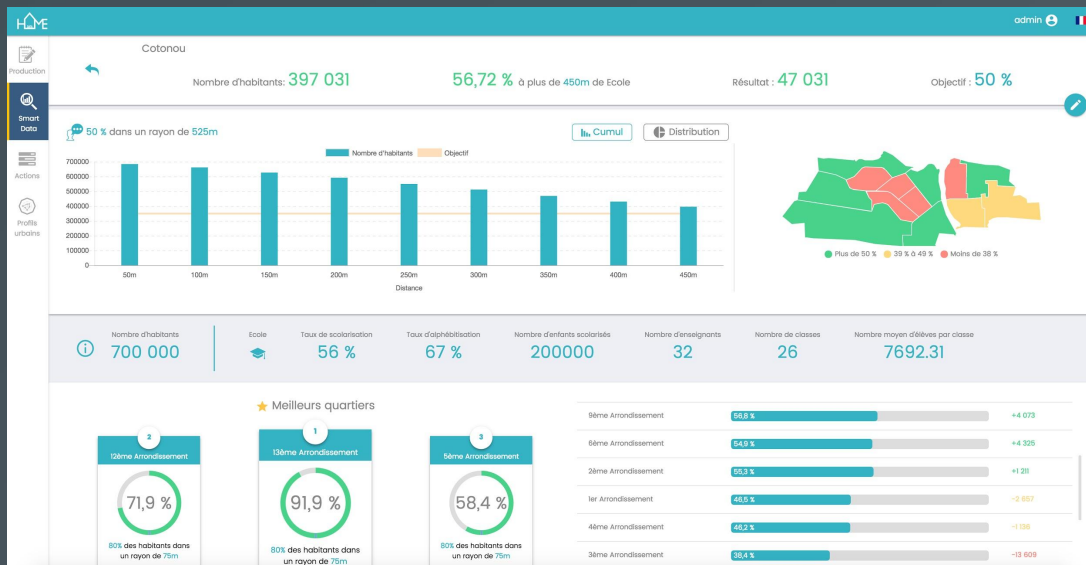 HOME
admin
Production
Smart Data
Actions
Profils urbains
Cotonou
Nombre d'habitants: 397 031
56,72 % à plus de 450m de Ecole
Résultat : 47 031
Objectif : 50 %
50 % dans un rayon de 525m
Cumul
Distribution
Nombre d'habitants
Objectif
700000
600000
500000
400000
300000
200000
100000
0
50m 100m 150m 200m 250m 300m 350m 400m 450m
Distance
Plus de 50 % 39 % à 49 % Moins de 38 %
Nombre d'habitants
700 000
Ecole
Taux de scolarisation
56 %
Taux d'alphébitisation
67 %
Nombre d'enfants scolarisés
200000
Nombre d'enseignants
32
Nombre de classes
26
Nombre moyen d'élèves par classe
7692.31
Meilleurs quartiers
2
12ème Arrondissement
71,9 %
80% des habitants dans
un rayon de 75m
1
13ème Arrondissement
91,9 %
80% des habitants dans
un rayon de 75m
3
5ème Arrondissement
58,4 %
80% des habitants dans
un rayon de 75m
9ème Arrondissement 56,8 % +4 073
6ème Arrondissement 54,9 % +4 325
2ème Arrondissement 55,3 % +1 211
1er Arrondissement 46,5 % -2 657
4ème Arrondissement 46,2 % -1 136
3ème Arrondissement 38,4 % -13 609